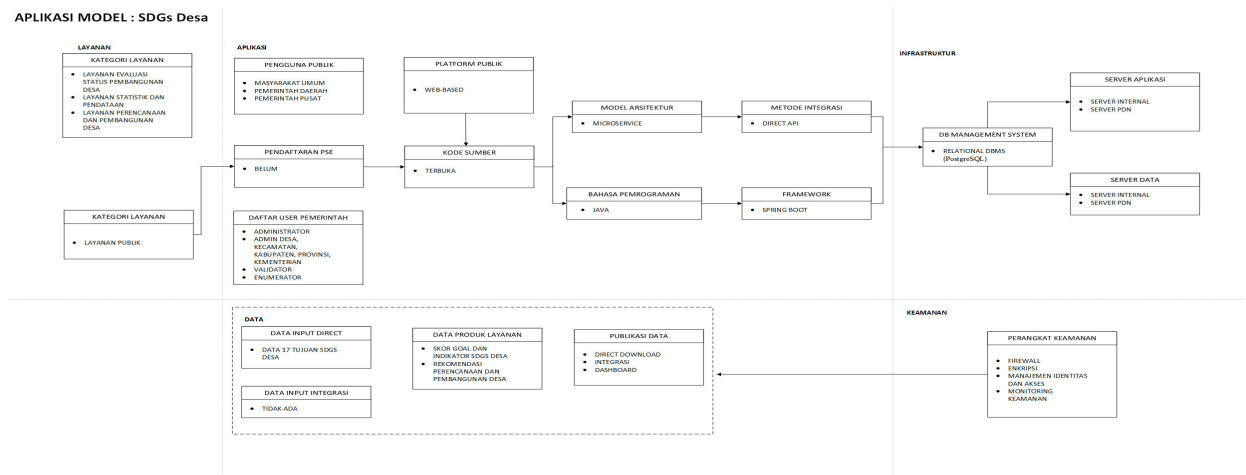 APLIKASI MODEL : SDGs Desa
LAYANAN
KATEGORI LAYANAN
LAYANAN EVALUASI
STATUS PEMBANGUNAN
DESA
LAYANAN STATISTIK DAN
PENDATAAN
LAYANAN PERENCANAAN
DAN PEMBANGUNAN
DESA
KATEGORI LAYANAN
LAYANAN PUBLIK
APLIKASI
PENGGUNA PUBLIK
MASYARAKAT UMUM
PEMERINTAH DAERAH
PEMERINTAH PUSAT
PLATFORM PUBLIK
WEB-BASED
PENDAFTARAN PSE
BELUM
KODE SUMBER
TERBUKA
MODEL ARSITEKTUR
MICROSERVICE
METODE INTEGRASI
DIRECT API
BAHASA PEMROGRAMAN
JAVA
FRAMEWORK
SPRING BOOT
DAFTAR USER PEMERINTAH
ADMINISTRATOR
ADMIN DESA,
KECAMATAN,
KABUPATEN, PROVINSI,
KEMENTERIAN
VALIDATOR
ENUMERATOR
INFRASTRUKTUR
SERVER APLIKASI
SERVER INTERNAL
SERVER PDN
DB MANAGEMENT SYSTEM
RELATIONAL DBMS
(PostgreSQL)
SERVER DATA
SERVER INTERNAL
SERVER PDN
DATA
DATA INPUT DIRECT
DATA 17 TUJUAN SDGS
DESA
DATA INPUT INTEGRASI
TIDAK ADA
DATA PRODUK LAYANAN
SKOR GOAL DAN
INDIKATOR SDGS DESA
REKOMENDASI
PERENCANAAN DAN
PEMBANGUNAN DESA
PUBLIKASI DATA
DIRECT DOWNLOAD
INTEGRASI
DASHBOARD
KEAMANAN
PERANGKAT KEAMANAN
FIREWALL
ENKRIPSI
MANAJEMEN IDENTITAS
DAN AKSES
MONITORING
KEAMANAN